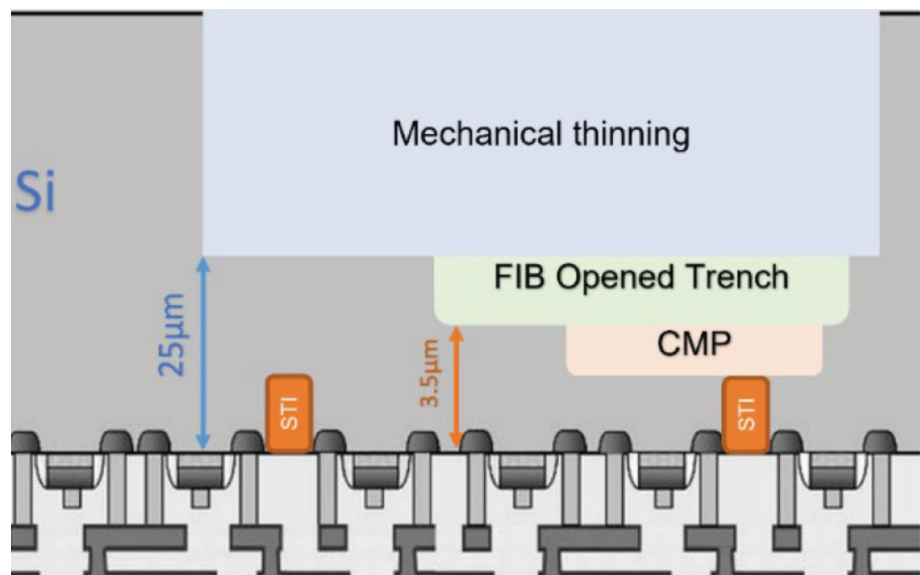 Mechanical thinning
Si
FIB Opened Trench
25μm
3.5μm
CMP
STI
STI